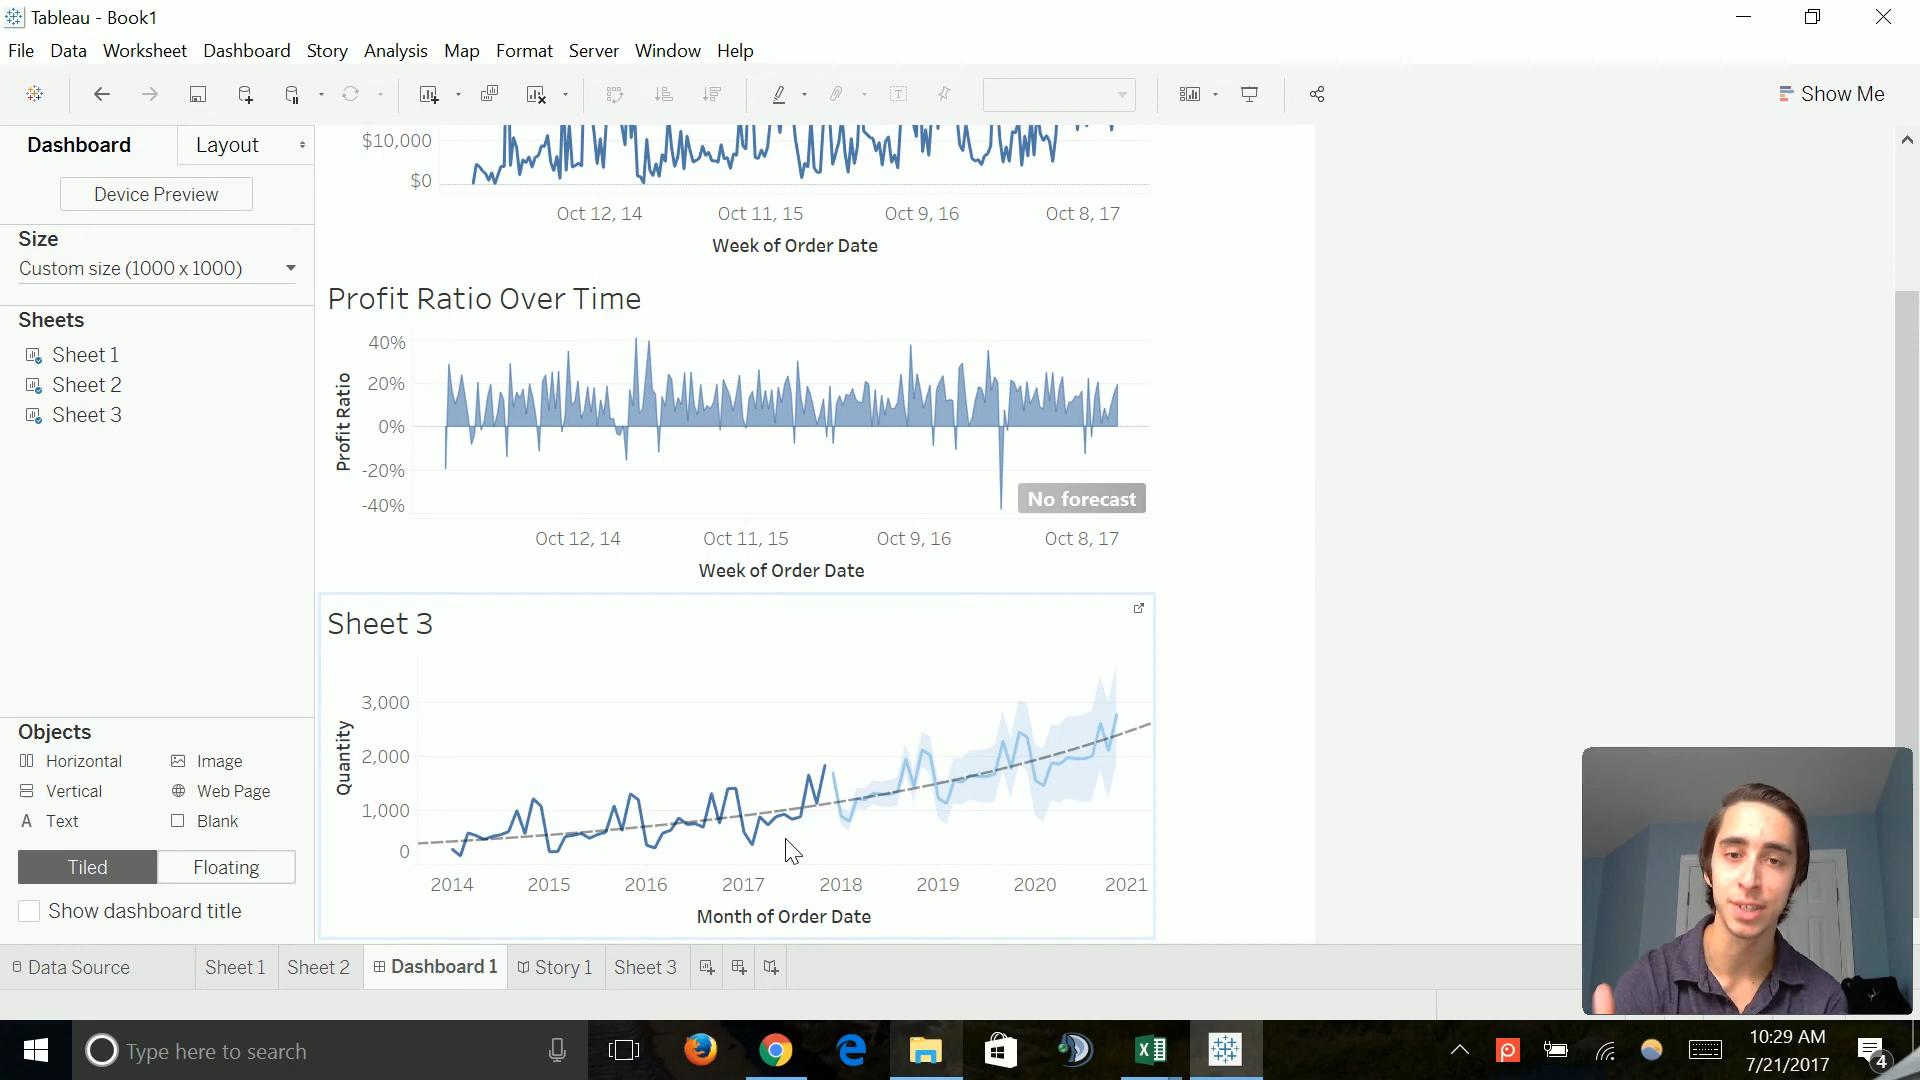 Tableau - Book1
File Data Worksheet Dashboard Story Analysis Map Format Server Window Help
Show Me
Dashboard Layout
Device Preview
Size
Custom size (1000 x 1000)
Sheets
Sheet 1
Sheet 2
Sheet 3
Objects
Horizontal Image
Vertical Web Page
A Text Blank
Tiled Floating
Show dashboard title
$10,000
$0
Oct 12, 14 Oct 11, 15 Oct 9, 16 Oct 8, 17
Week of Order Date
Profit Ratio Over Time
Profit Ratio
40%
20%
0%
-20%
-40%
No forecast
Oct 12, 14 Oct 11, 15 Oct 9, 16 Oct 8, 17
Week of Order Date
Sheet 3
Quantity
3,000
2,000
1,000
0
2014 2015 2016 2017 2018 2019 2020 2021
Month of Order Date
Data Source Sheet 1 Sheet 2 Dashboard 1 Story 1 Sheet 3
Type here to search
10:29 AM
7/21/2017
4